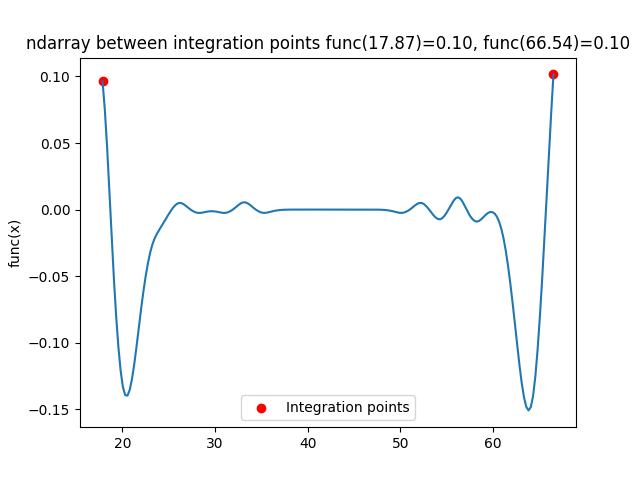 ndarray between integration points func(17.87)=0.10, func(66.54)=0.10
0.10
0.05
0.00
−0.05
−0.10
−0.15
func(x)
Integration points
20 30 40 50 60